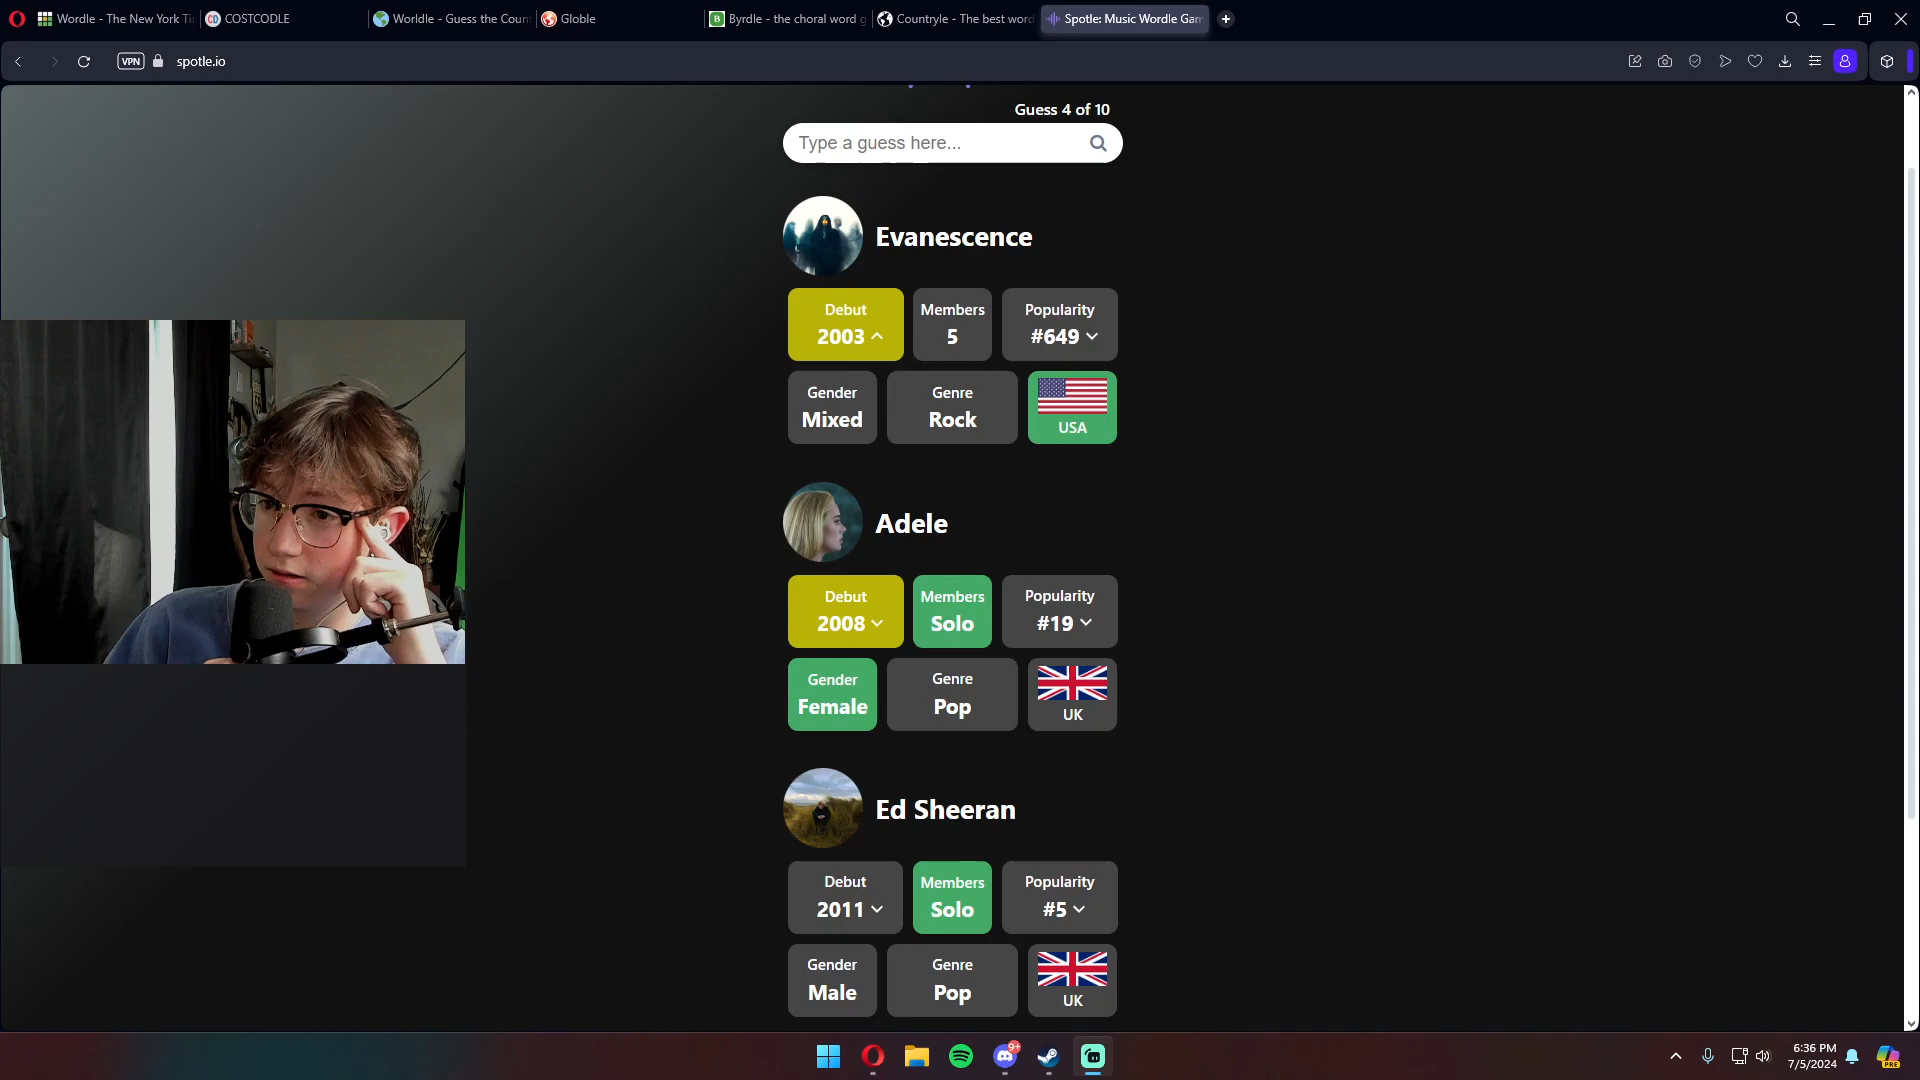 Wordle - The New York Ti
COSTCODLE
Worldle - Guess the Coun
Globle
Byrdle - the choral word g
Countryle - The best word
Spotle: Music Wordle Gam
VPN
spotle.io
Guess 4 of 10
Type a guess here...
Evanescence
Debut
2003
Members
5
Popularity
#649
Gender
Mixed
Genre
Rock
USA
Adele
Debut
2008
Members
Solo
Popularity
#19
Gender
Female
Genre
Pop
UK
Ed Sheeran
Debut
2011
Members
Solo
Popularity
#5
Gender
Male
Genre
Pop
UK
9+
6:36 PM
7/5/2024
PRE